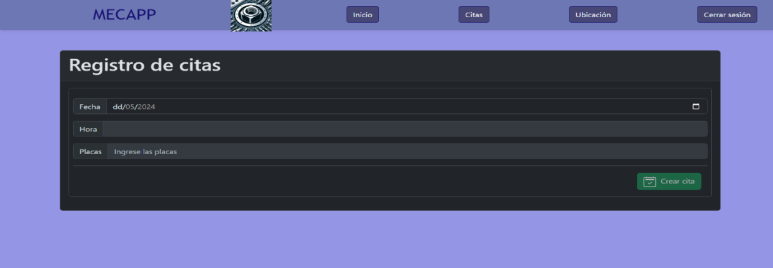 MECAPP Inicio Citas Ubicación Cerrar sesión
Registro de citas
Fecha dd/05/2024
Hora
Placas Ingrese las placas
Crear cita